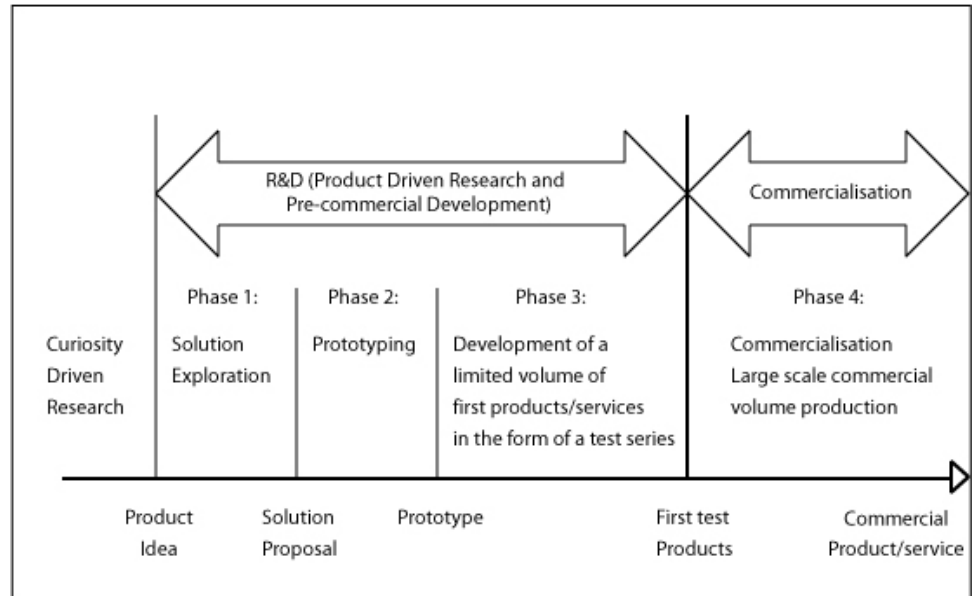 R&D (Product Driven Research and
Pre-commercial Development)
Commercialisation
Curiosity
Driven
Research
Phase 1:
Solution
Exploration
Phase 2:
Prototyping
Phase 3:
Development of a
limited volume of
first products/services
in the form of a test series
Phase 4:
Commercialisation
Large scale commercial
volume production
Product
Idea
Solution
Proposal
Prototype
First test
Products
Commercial
Product/service